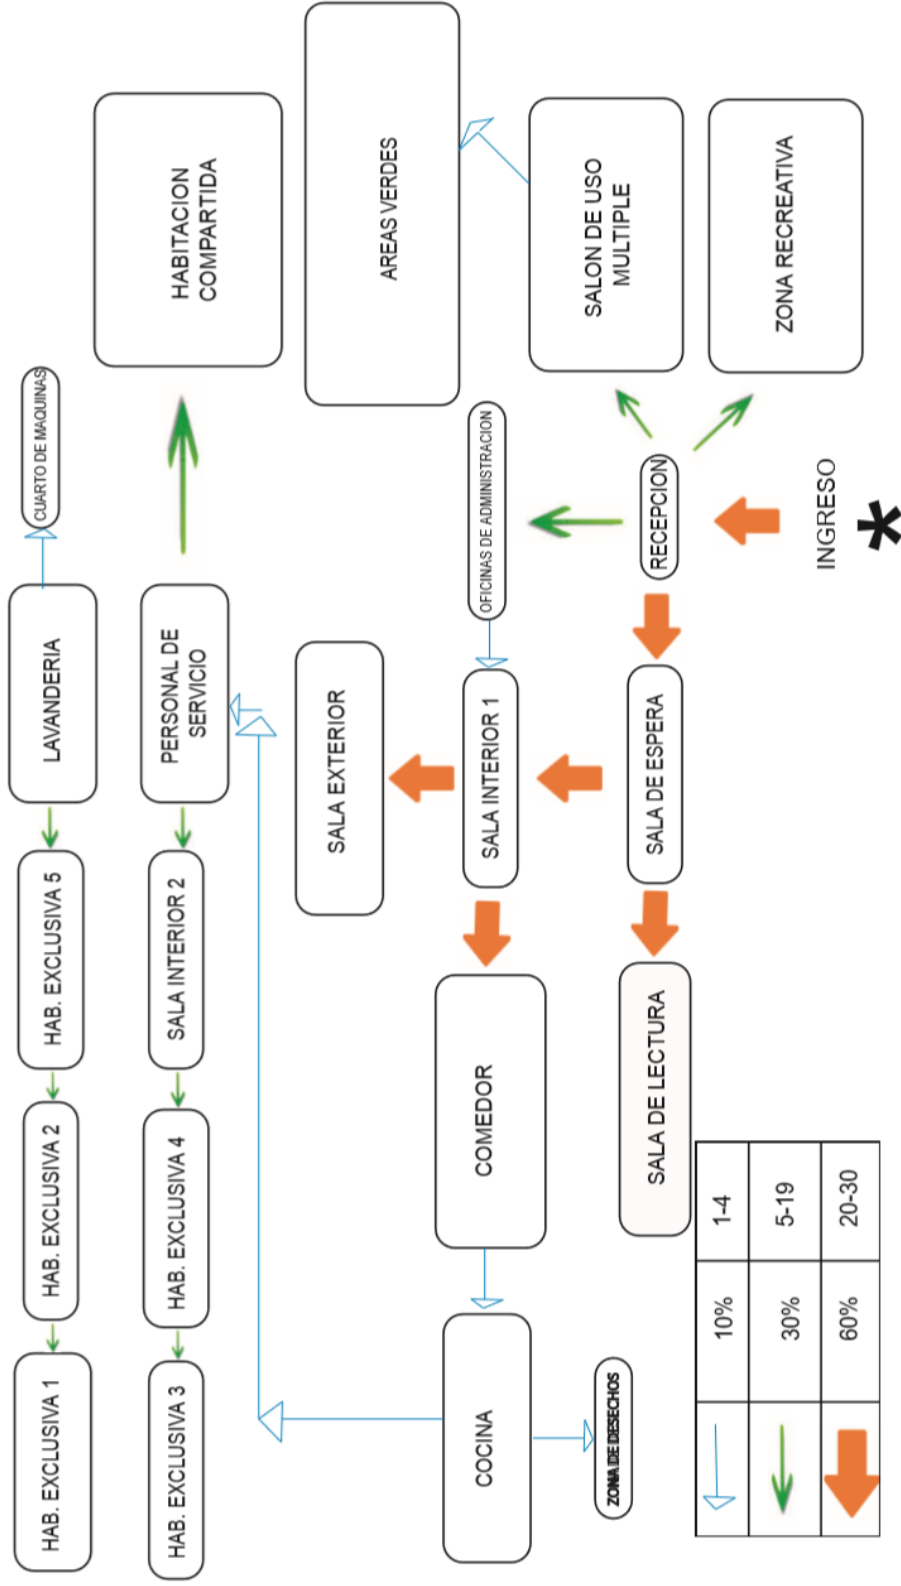 HAB. EXCLUSIVA 1
HAB. EXCLUSIVA 2
HAB. EXCLUSIVA 5
LAVANDERIA
CUARTO DE MAQUINAS
HAB. EXCLUSIVA 3
HAB. EXCLUSIVA 4
SALA INTERIOR 2
PERSONAL DE
SERVICIO
HABITACION
COMPARTIDA
SALA EXTERIOR
AREAS VERDES
COCINA
COMEDOR
SALA INTERIOR 1
OFICINAS DE ADMINISTRACION
ZONA DE DESECHOS
SALA DE LECTURA
SALA DE ESPERA
RECEPCION
SALON DE USO
MULTIPLE
ZONA RECREATIVA
INGRESO
*
10% 1-4
30% 5-19
60% 20-30